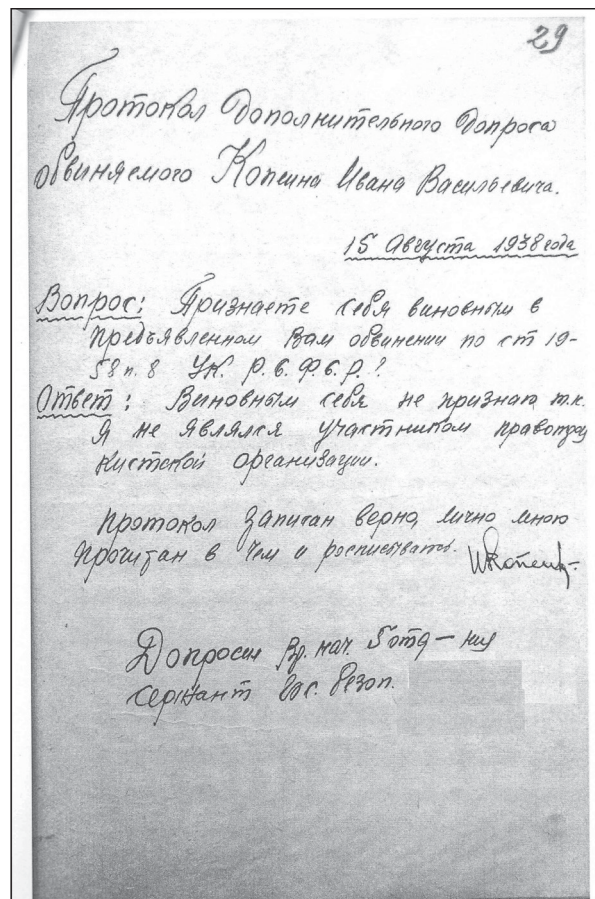 29
Протокол дополнительного допроса
обвиняемого Копеина Ивана Васильевича.
15 Августа 1938 года
Вопрос: Признаете себя виновным в
предъявленном Вам обвинении по ст 19-
58 п. 8 УК. Р.С.Ф.С.Р.?
Ответ: Виновным себя не признаю т.к.
Я не являлся участником правотроц
кистской организации.
Протокол записан верно, лично мною
прочитан в чем и
Допросил Вр. нач. 5 отд-ния
Сержант Гос. безоп.